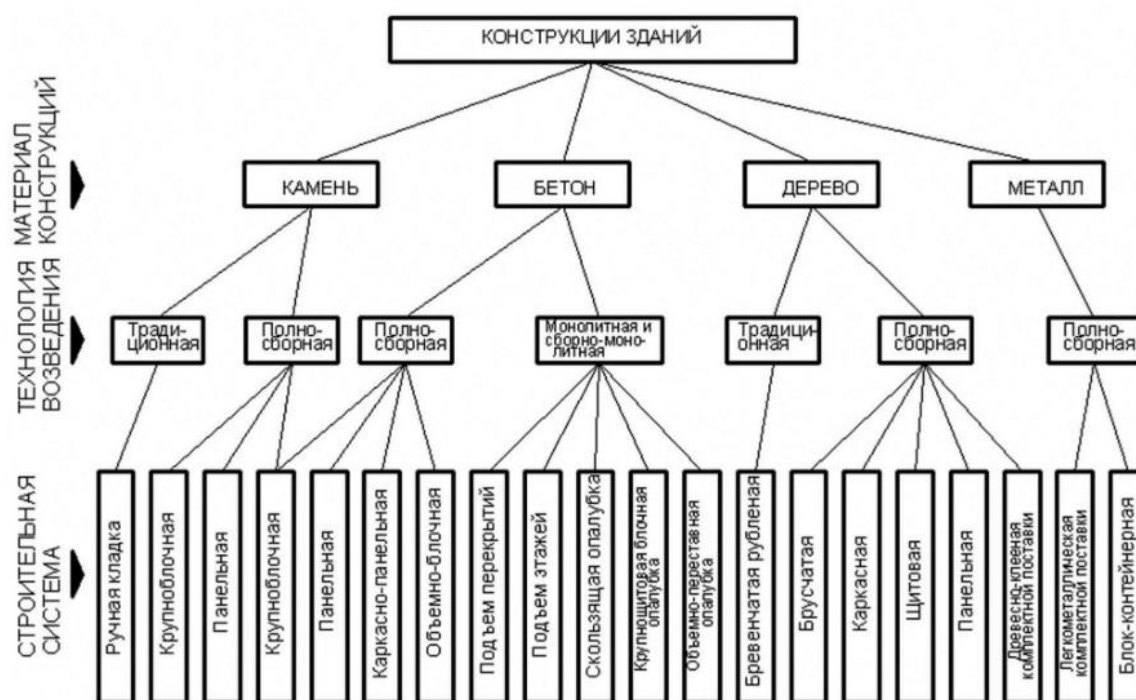 КОНСТРУКЦИИ ЗДАНИЙ
МАТЕРИАЛ
КОНСТРУКЦИЙ
КАМЕНЬ
БЕТОН
ДЕРЕВО
МЕТАЛЛ
ТЕХНОЛОГИЯ
ВОЗВЕДЕНИЯ
Тради-
ционная
Полно-
сборная
Полно-
сборная
Монолитная и
сборно-моно-
литная
Традици-
онная
Полно-
сборная
Полно-
сборная
СТРОИТЕЛЬНАЯ
СИСТЕМА
Ручная кладка
Крупноблочная
Панельная
Крупноблочная
Панельная
Каркасно-панельная
Объемно-блочная
Подъем перекрытий
Подъем этажей
Скользящая опалубка
Крупнощитовая блочная
опалубка
Объемно-переставная
опалубка
Бревенчатая рубленая
Брусчатая
Каркасная
Щитовая
Панельная
Древесно-клееная
комплектной поставки
Легкометаллическая
комплектной поставки
Блок-контейнерная